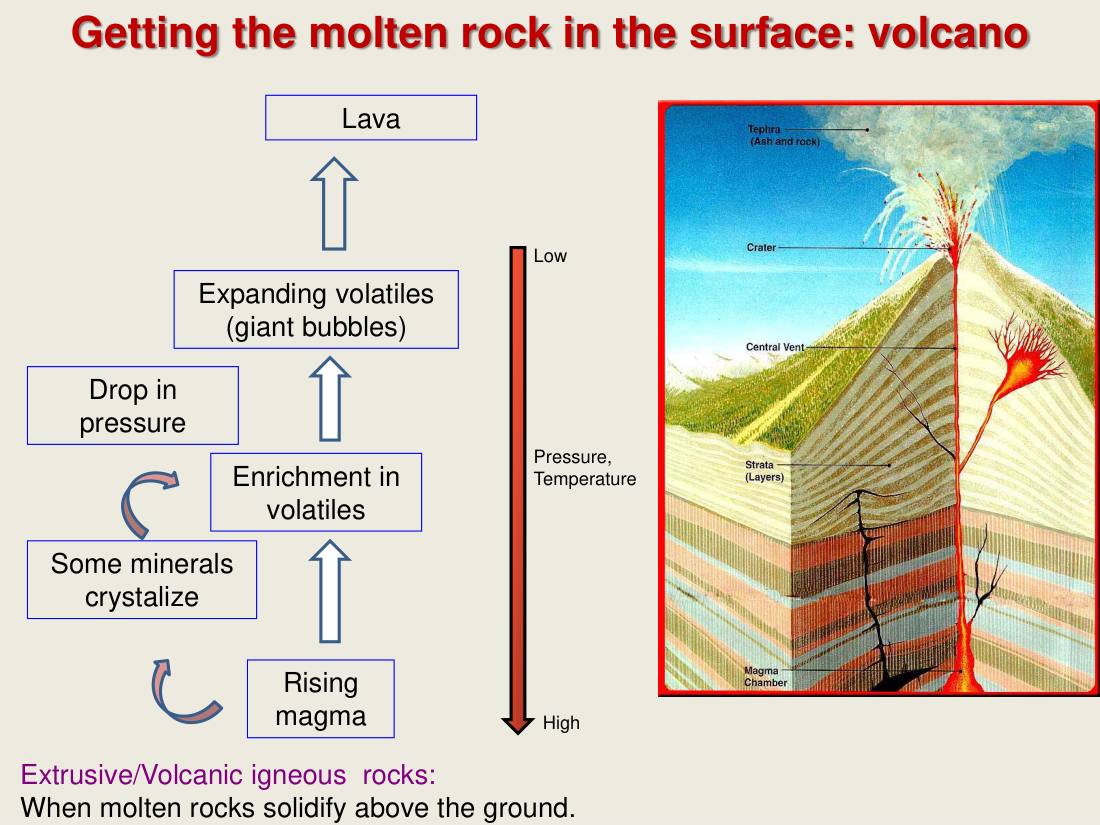 Getting the molten rock in the surface: volcano
Lava
Expanding volatiles
(giant bubbles)
Drop in
pressure
Enrichment in
volatiles
Some minerals
crystalize
Rising
magma
Low
Pressure,
Temperature
High
Tephra
(Ash and rock)
Crater
Central Vent
Strata
(Layers)
Magma
Chamber
Extrusive/Volcanic igneous rocks:
When molten rocks solidify above the ground.